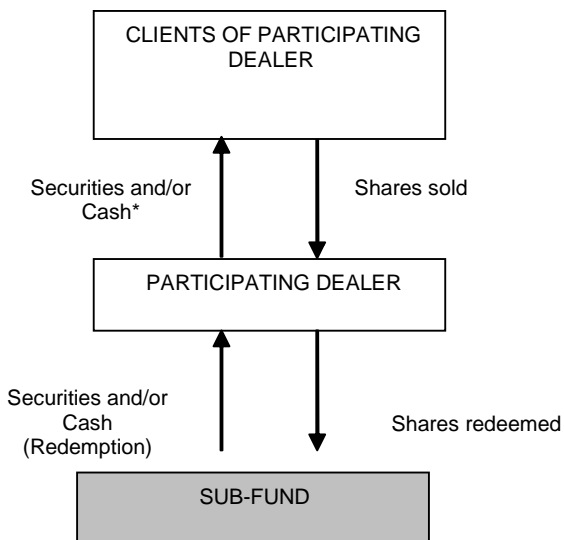 CLIENTS OF PARTICIPATING
DEALER
Securities and/or
Cash*
Shares sold
PARTICIPATING DEALER
Securities and/or
Cash
(Redemption)
Shares redeemed
SUB-FUND